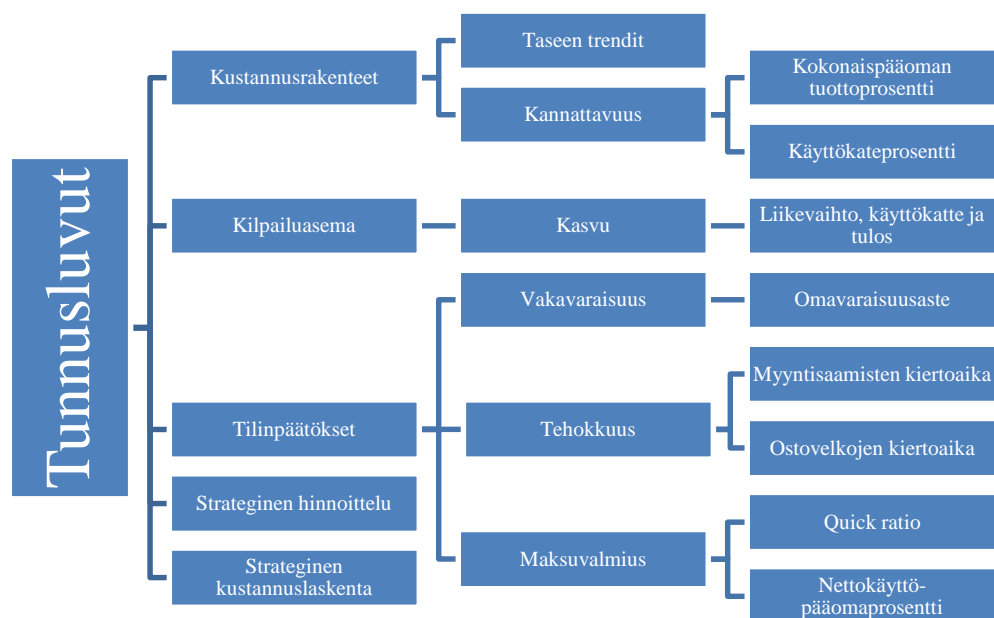 Tunnusluvut
Kustannusrakenteet
Taseen trendit
Kannattavuus
Kokonaispääoman
tuottoprosentti
Käyttökateprosentti
Kilpailuasema
Kasvu
Liikevaihto, käyttökatte ja
tulos
Tilinpäätökset
Vakavaraisuus
Omavaraisuusaste
Tehokkuus
Myyntisaamisten kiertoaika
Ostovelkojen kiertoaika
Maksuvalmius
Quick ratio
Nettokäyttö-
pääomaprosentti
Strateginen hinnoittelu
Strateginen
kustannuslaskenta